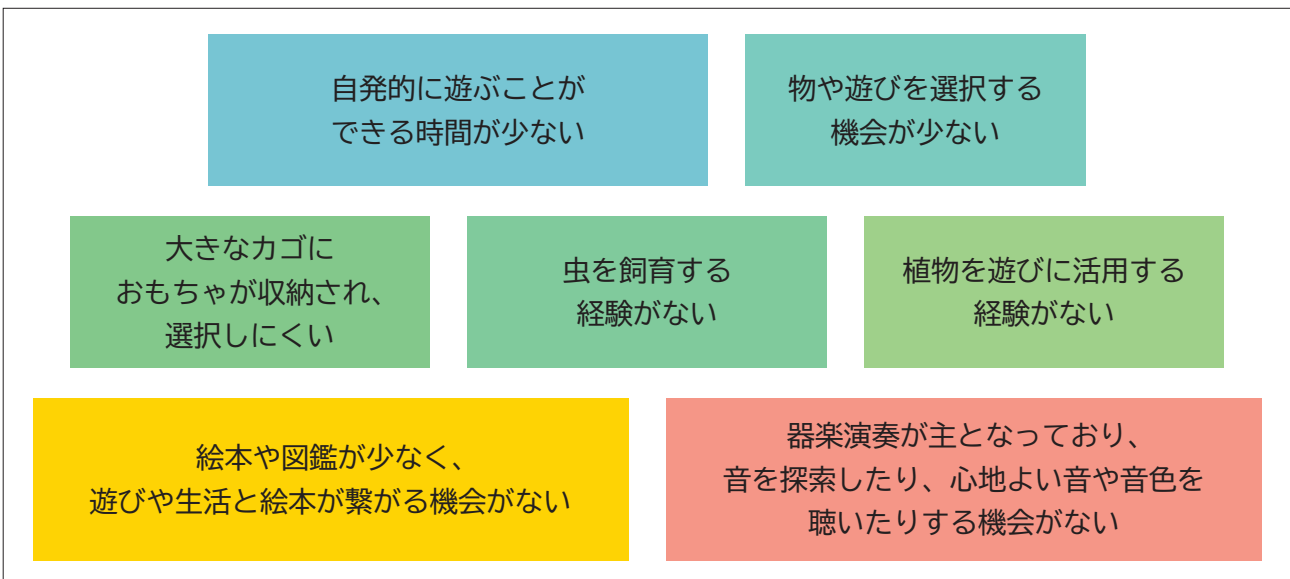 自発的に遊ぶことが
できる時間が少ない
物や遊びを選択する
機会が少ない
大きなカゴに
おもちゃが収納され、
選択しにくい
虫を飼育する
経験がない
植物を遊びに活用する
経験がない
絵本や図鑑が少なく、
遊びや生活と絵本が繋がる機会がない
器楽演奏が主となっており、
音を探索したり、心地よい音や音色を
聴いたりする機会がない